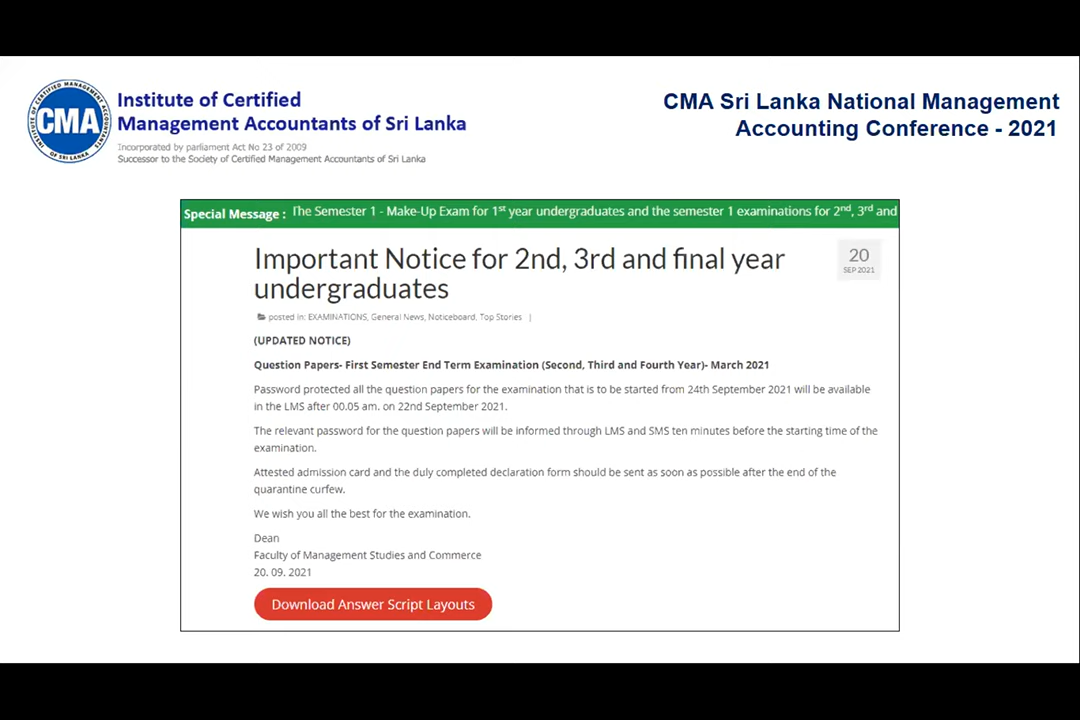 INSTITUTE OF CERTIFIED MANAGEMENT ACCOUNTANTS
CMA
OF SRI LANKA
Institute of Certified
Management Accountants of Sri Lanka
Incorporated by parliament Act No 23 of 2009
Successor to the Society of Certified Management Accountants of Sri Lanka
CMA Sri Lanka National Management
Accounting Conference - 2021
Special Message : The Semester 1 - Make-Up Exam for 1st year undergraduates and the semester 1 examinations for 2nd, 3rd and
Important Notice for 2nd, 3rd and final year
undergraduates
20
SEP 2021
posted in: EXAMINATIONS, General News, Noticeboard, Top Stories |
(UPDATED NOTICE)
Question Papers- First Semester End Term Examination (Second, Third and Fourth Year)- March 2021
Password protected all the question papers for the examination that is to be started from 24th September 2021 will be available
in the LMS after 00.05 am. on 22nd September 2021.
The relevant password for the question papers will be informed through LMS and SMS ten minutes before the starting time of the
examination.
Attested admission card and the duly completed declaration form should be sent as soon as possible after the end of the
quarantine curfew.
We wish you all the best for the examination.
Dean
Faculty of Management Studies and Commerce
20. 09. 2021
Download Answer Script Layouts